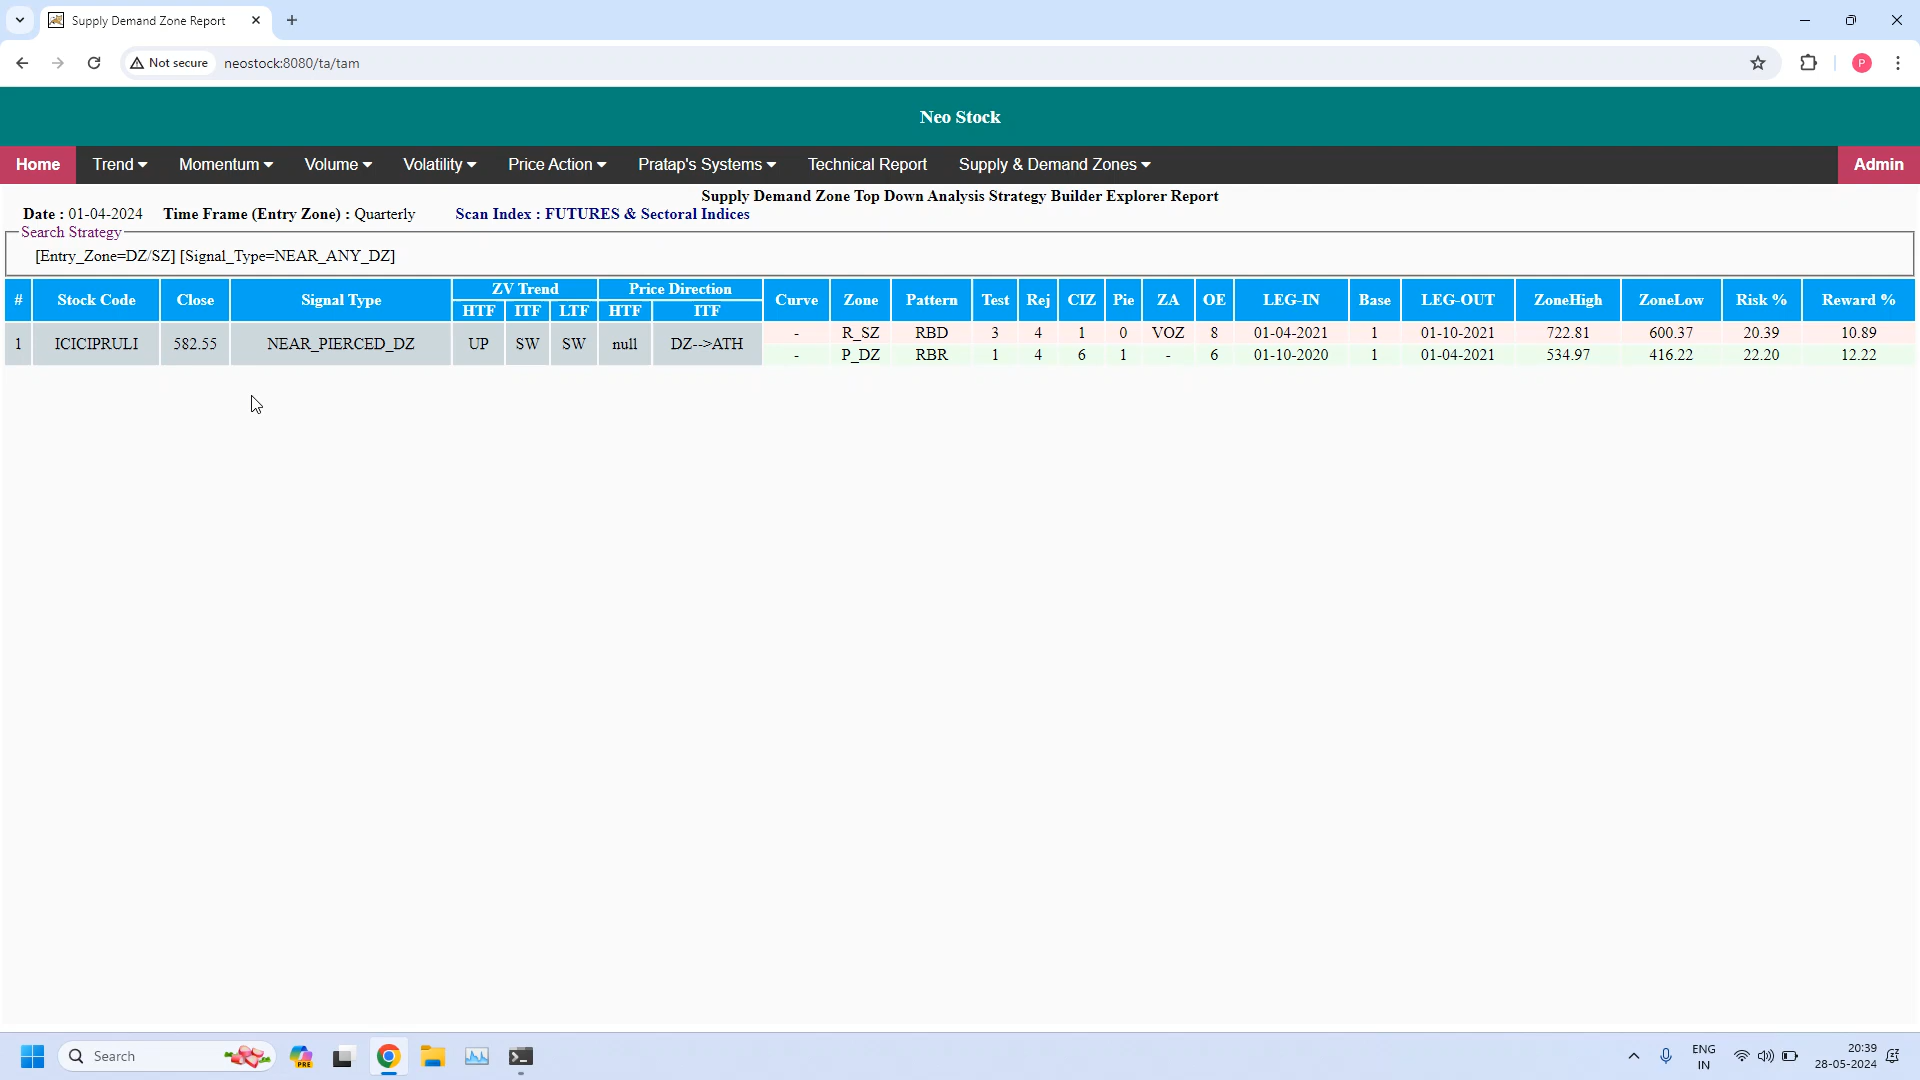 Supply Demand Zone Report
Not secure
neostock:8080/ta/tam
P
Neo Stock
Home Trend Momentum Volume Volatility Price Action Pratap's Systems Technical Report Supply & Demand Zones Admin
Supply Demand Zone Top Down Analysis Strategy Builder Explorer Report
Date : 01-04-2024 Time Frame (Entry Zone) : Quarterly Scan Index : FUTURES & Sectoral Indices
Search Strategy
[Entry_Zone=DZ/SZ] [Signal_Type=NEAR_ANY_DZ]
# Stock Code Close Signal Type ZV Trend Price Direction Curve Zone Pattern Test Rej CIZ Pie ZA OE LEG-IN Base LEG-OUT ZoneHigh ZoneLow Risk % Reward %
HTF ITF LTF HTF ITF
1 ICICIPRULI 582.55 NEAR_PIERCED_DZ UP SW SW null DZ-->ATH
- R_SZ RBD 3 4 1 0 VOZ 8 01-04-2021 1 01-10-2021 722.81 600.37 20.39 10.89
- P_DZ RBR 1 4 6 1 - 6 01-10-2020 1 01-04-2021 534.97 416.22 22.20 12.22
Search
PRE
ENG
IN
20:39
28-05-2024